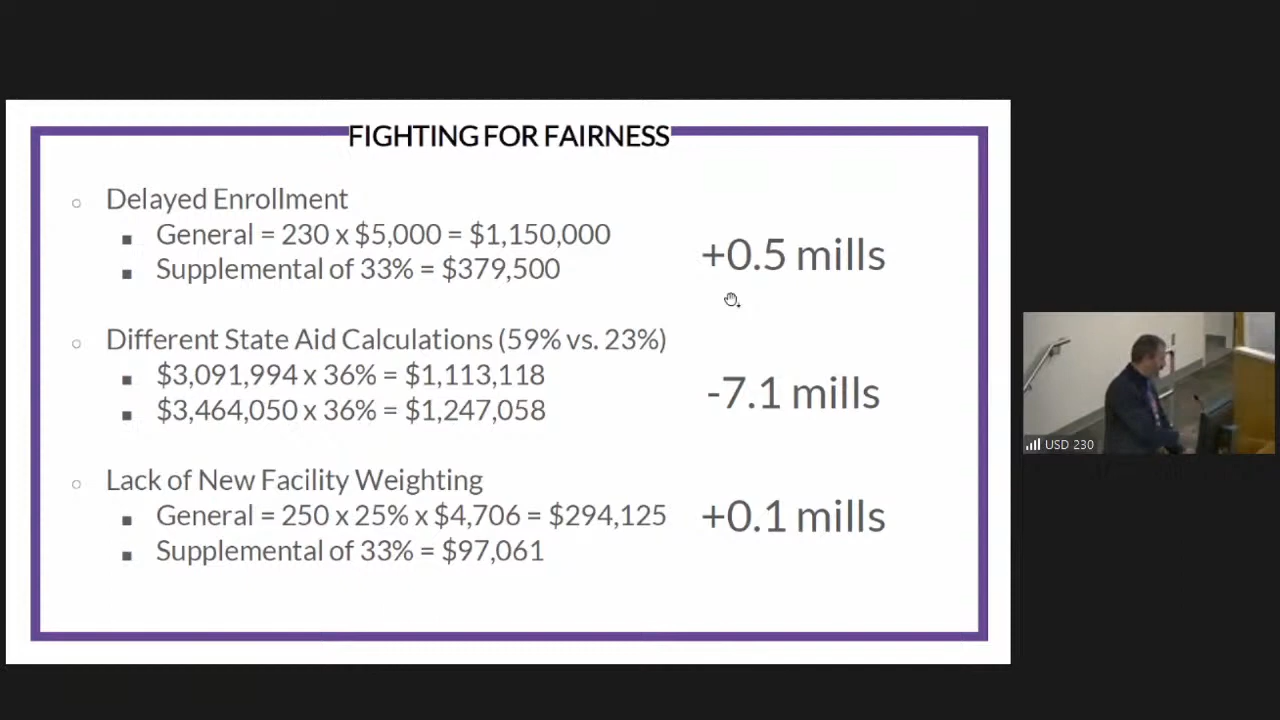 FIGHTING FOR FAIRNESS
○ Delayed Enrollment
■ General = 230 x $5,000 = $1,150,000
■ Supplemental of 33% = $379,500
+0.5 mills
○ Different State Aid Calculations (59% vs. 23%)
■ $3,091,994 x 36% = $1,113,118
■ $3,464,050 x 36% = $1,247,058
-7.1 mills
○ Lack of New Facility Weighting
■ General = 250 x 25% x $4,706 = $294,125
■ Supplemental of 33% = $97,061
+0.1 mills
USD 230